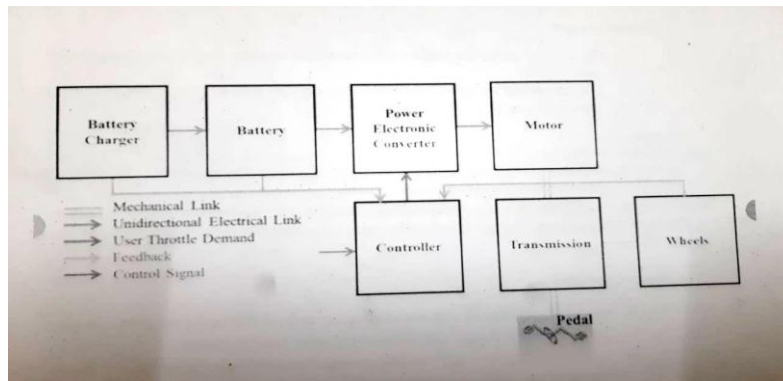 Battery
Charger
Battery
Power
Electronic
Converter
Motor
Mechanical Link
Unidirectional Electrical Link
User Throttle Demand
Feedback
Control Signal
Controller
Transmission
Wheels
Pedal